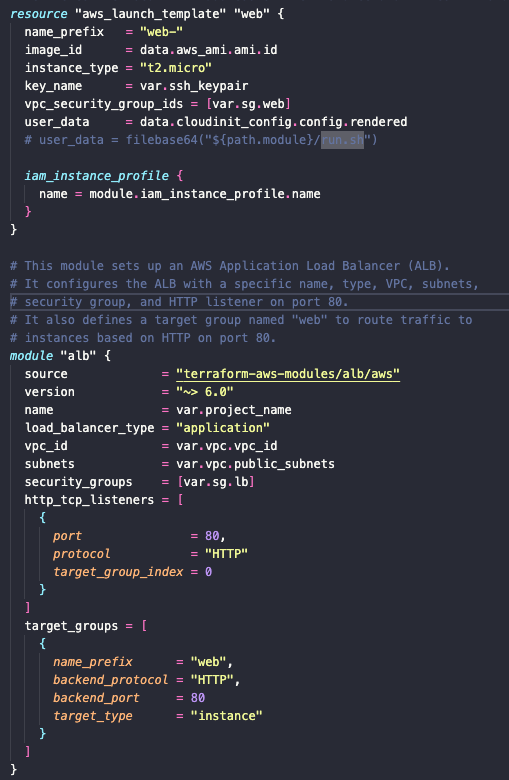 resource "aws_launch_template" "web" {
  name_prefix   = "web-"
  image_id      = data.aws_ami.ami.id
  instance_type = "t2.micro"
  key_name      = var.ssh_keypair
  vpc_security_group_ids = [var.sg.web]
  user_data     = data.cloudinit_config.config.rendered
  # user_data = filebase64("${path.module}/run.sh")

  iam_instance_profile {
    name = module.iam_instance_profile.name
  }
}

# This module sets up an AWS Application Load Balancer (ALB).
# It configures the ALB with a specific name, type, VPC, subnets,
# security group, and HTTP listener on port 80.
# It also defines a target group named "web" to route traffic to
# instances based on HTTP on port 80.
module "alb" {
  source             = "terraform-aws-modules/alb/aws"
  version            = "~> 6.0"
  name               = var.project_name
  load_balancer_type = "application"
  vpc_id             = var.vpc.vpc_id
  subnets            = var.vpc.public_subnets
  security_groups    = [var.sg.lb]
  http_tcp_listeners = [
    {
      port               = 80,
      protocol           = "HTTP"
      target_group_index = 0
    }
  ]
  target_groups = [
    {
      name_prefix      = "web",
      backend_protocol = "HTTP",
      backend_port     = 80
      target_type      = "instance"
    }
  ]
}